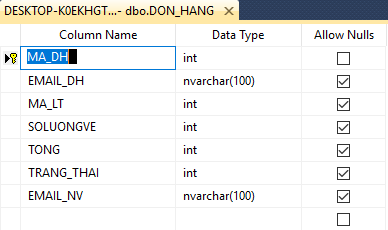 DESKTOP-K0EKHGT...- dbo.DON_HANG
Column Name Data Type Allow Nulls
MA_DH int
EMAIL_DH nvarchar(100)
MA_LT int
SOLUONGVE int
TONG int
TRANG_THAI int
EMAIL_NV nvarchar(100)